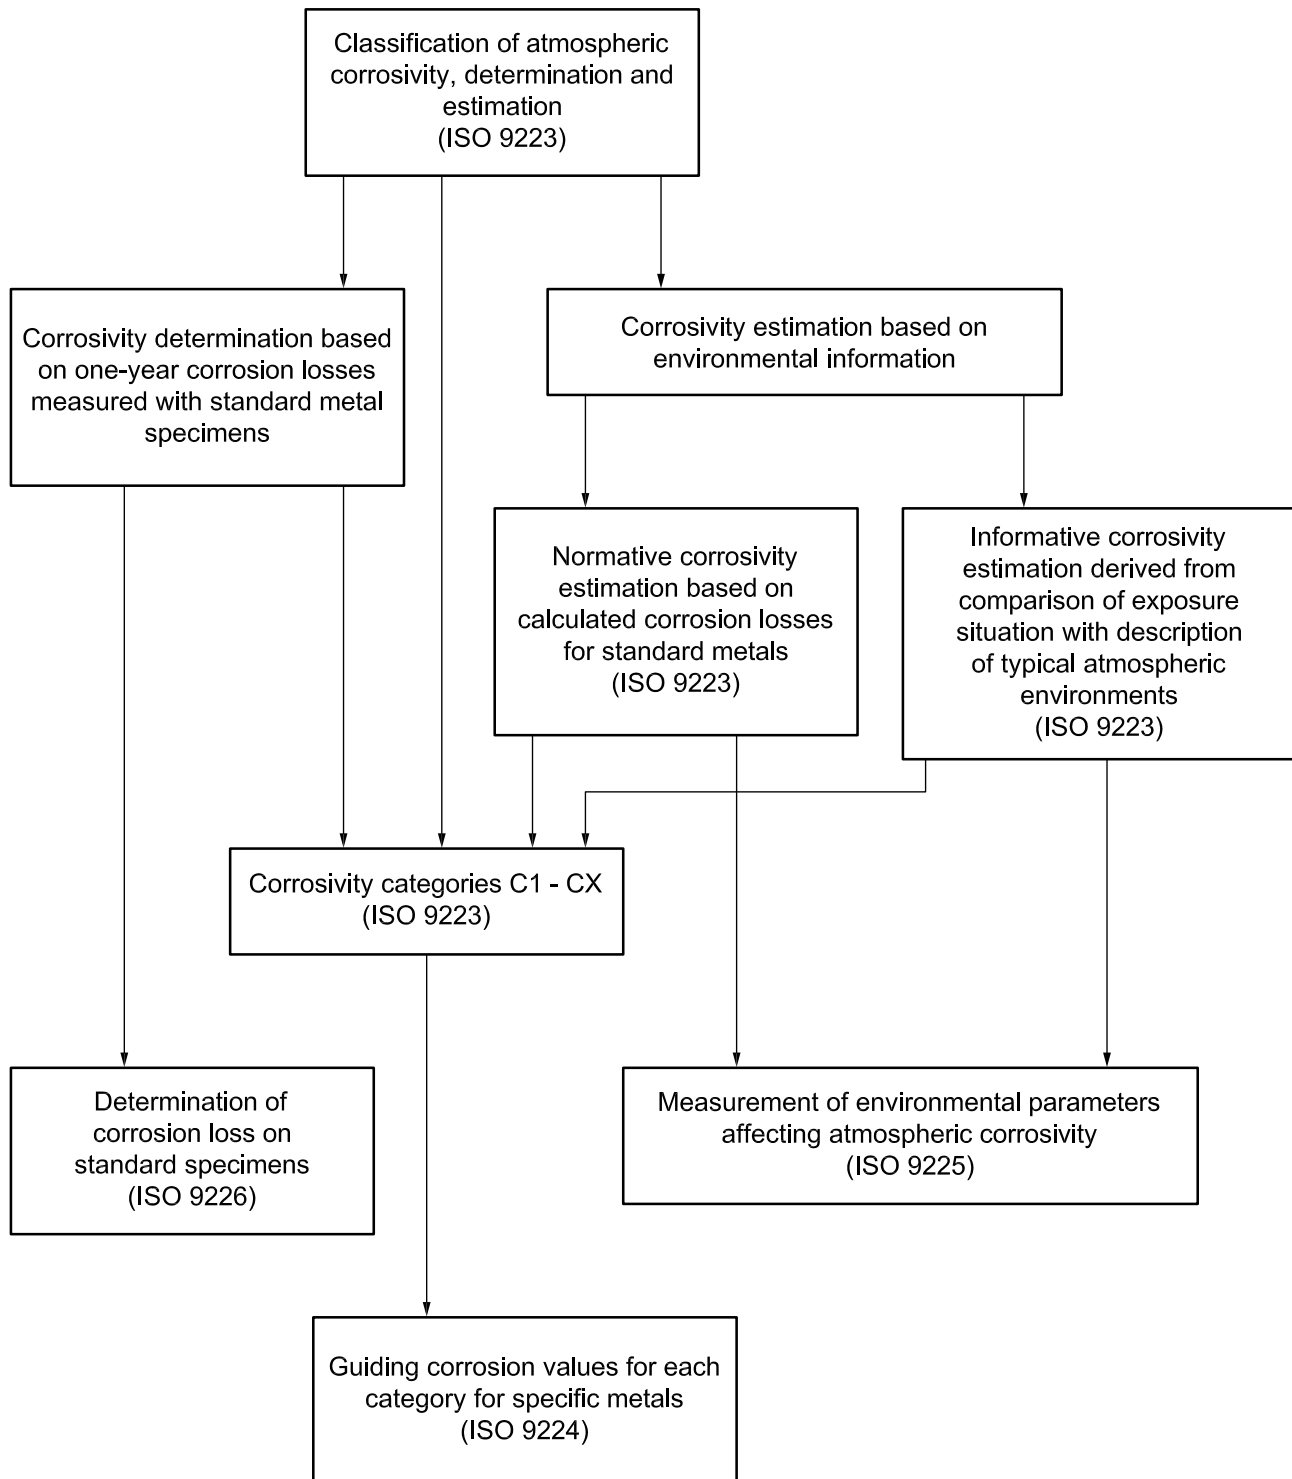 Classification of atmospheric
corrosivity, determination and
estimation
(ISO 9223)
Corrosivity determination based
on one-year corrosion losses
measured with standard metal
specimens
Corrosivity estimation based on
environmental information
Normative corrosivity
estimation based on
calculated corrosion losses
for standard metals
(ISO 9223)
Informative corrosivity
estimation derived from
comparison of exposure
situation with description
of typical atmospheric
environments
(ISO 9223)
Corrosivity categories C1 - CX
(ISO 9223)
Determination of
corrosion loss on
standard specimens
(ISO 9226)
Measurement of environmental parameters
affecting atmospheric corrosivity
(ISO 9225)
Guiding corrosion values for each
category for specific metals
(ISO 9224)